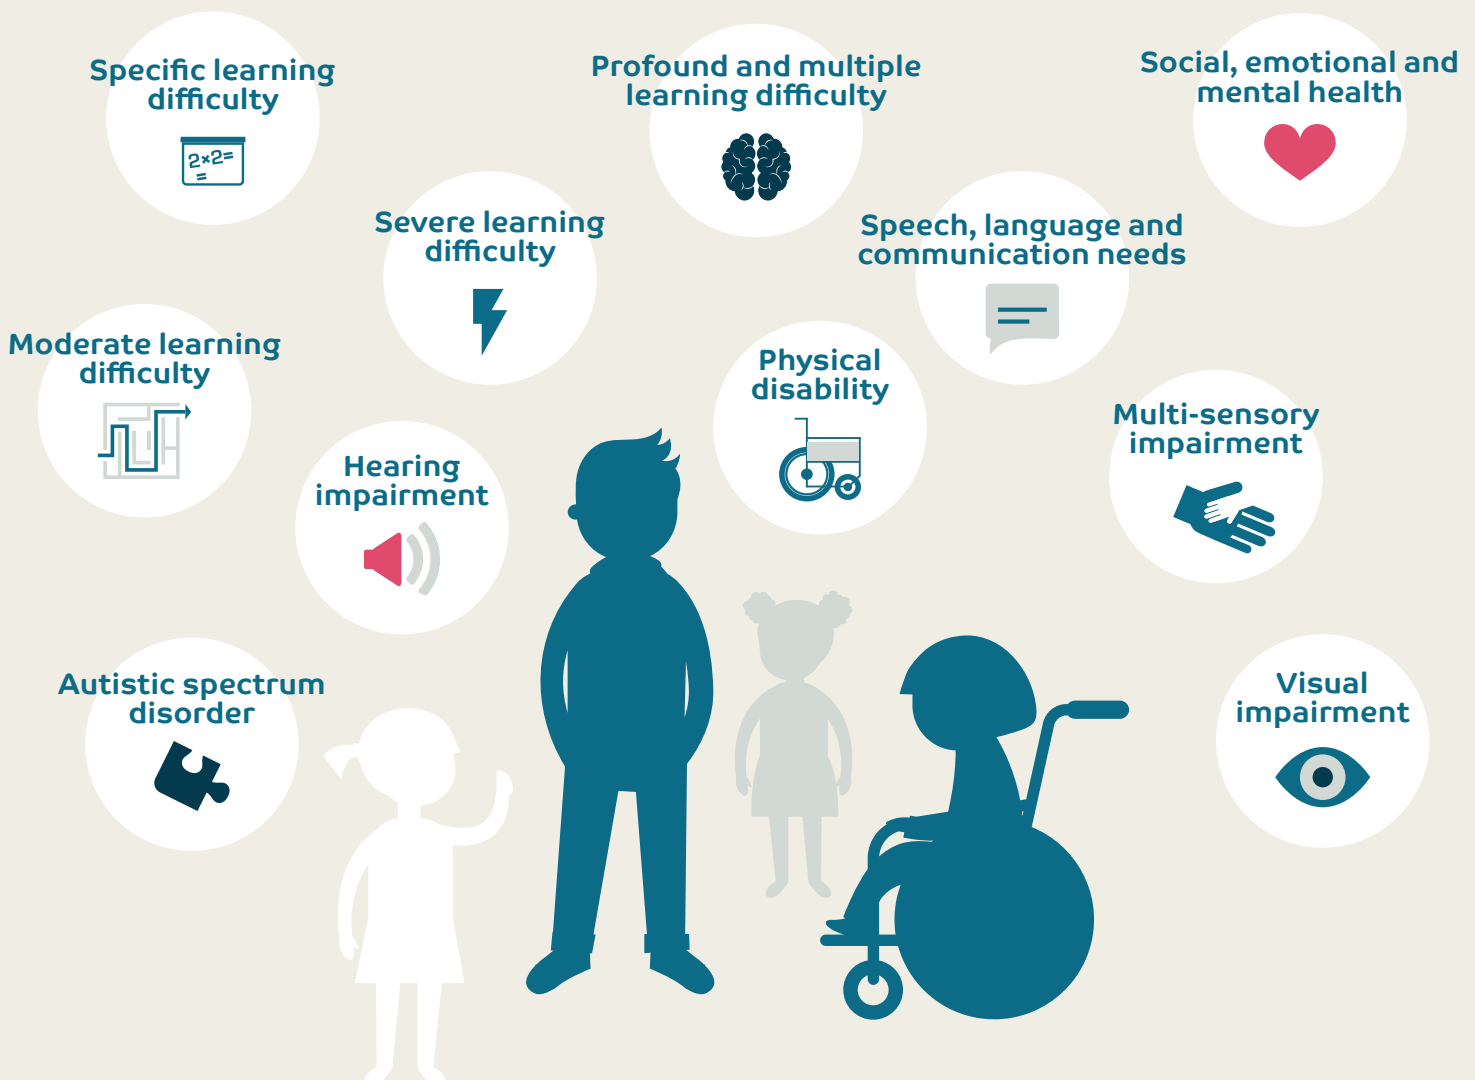 Specific learning
difficulty
2×2=
=
Profound and multiple
learning difficulty
Social, emotional and
mental health
Severe learning
difficulty
Speech, language and
communication needs
Moderate learning
difficulty
Physical
disability
Multi-sensory
impairment
Hearing
impairment
Autistic spectrum
disorder
Visual
impairment